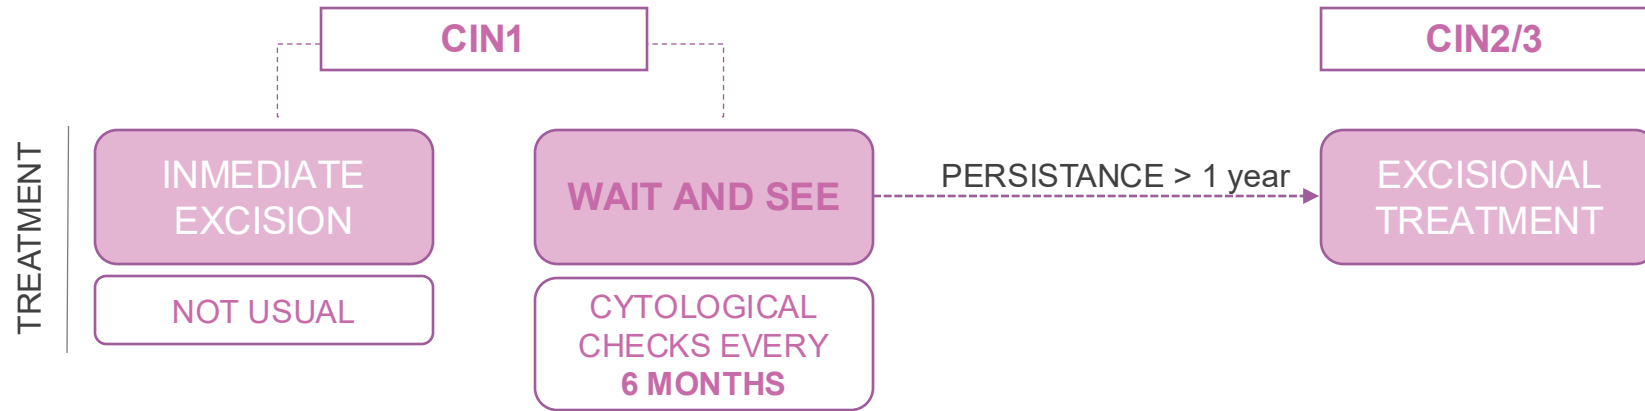 CIN1
CIN2/3
TREATMENT
INMEDIATE
EXCISION
NOT USUAL
WAIT AND SEE
CYTOLOGICAL
CHECKS EVERY
6 MONTHS
PERSISTANCE > 1 year
EXCISIONAL
TREATMENT